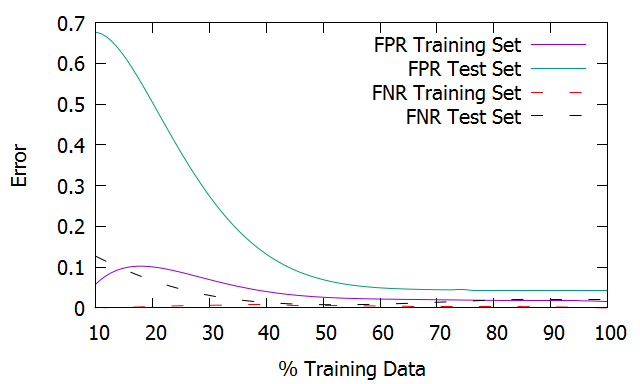 0.7
0.6
0.5
0.4
0.3
0.2
0.1
0
Error
FPR Training Set
FPR Test Set
FNR Training Set
FNR Test Set
10 20 30 40 50 60 70 80 90 100
% Training Data